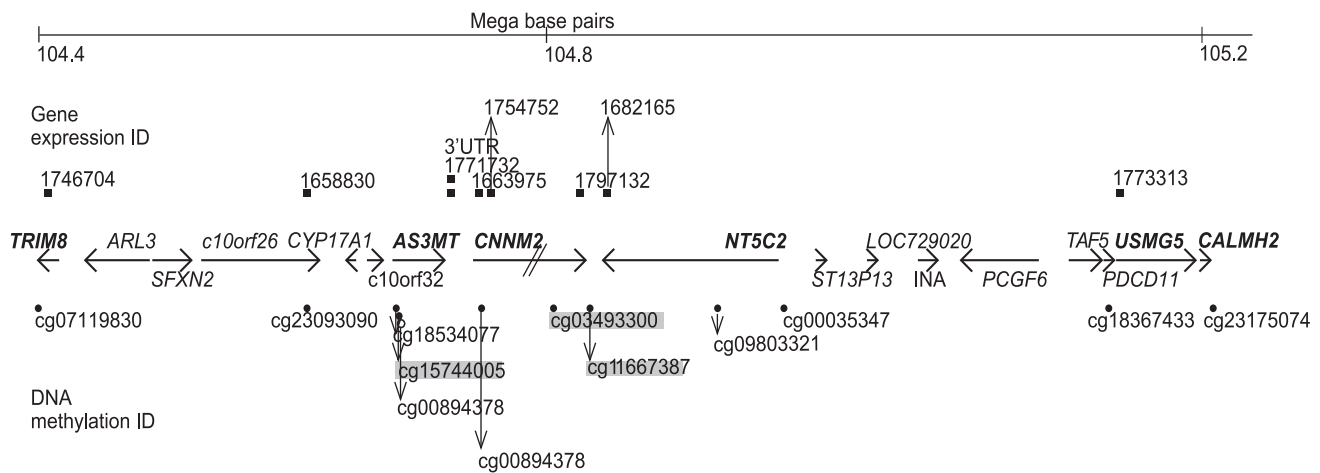 Mega base pairs
104.4 104.8 105.2
Gene
expression ID
1754752 1682165
3'UTR
1771732
1746704 1658830 1663975 1797132 1773313
TRIM8 ARL3 c10orf26 CYP17A1 AS3MT CNNM2 NT5C2 LOC729020 TAF5 USMG5 CALMH2
SFXN2 c10orf32 ST13P13 INA PCGF6 PDCD11
cg07119830 cg23093090 cg03493300 cg00035347 cg18367433 cg23175074
cg18534077 cg09803321
cg15744005 cg11667387
DNA
methylation ID
cg00894378
cg00894378